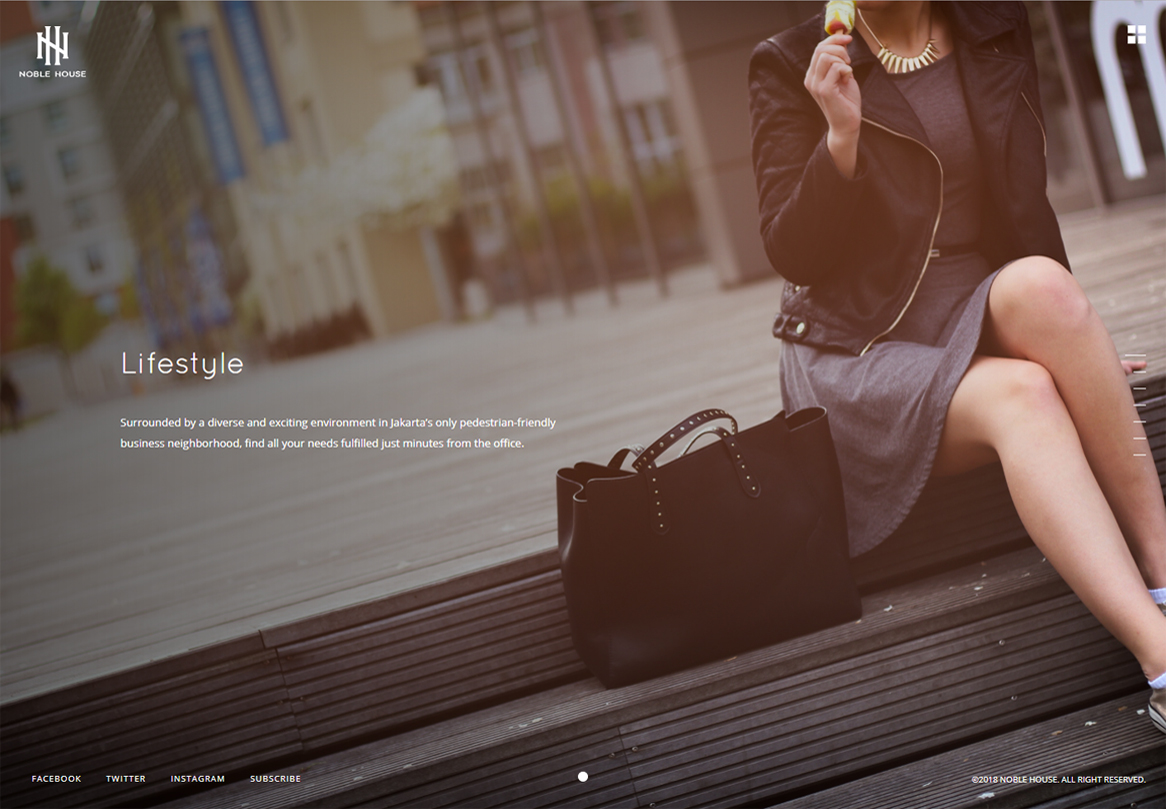 NOBLE HOUSE
Lifestyle
Surrounded by a diverse and exciting environment in Jakarta's only pedestrian-friendly
business neighborhood, find all your needs fulfilled just minutes from the office.
FACEBOOK TWITTER INSTAGRAM SUBSCRIBE
©2018 NOBLE HOUSE. ALL RIGHT RESERVED.